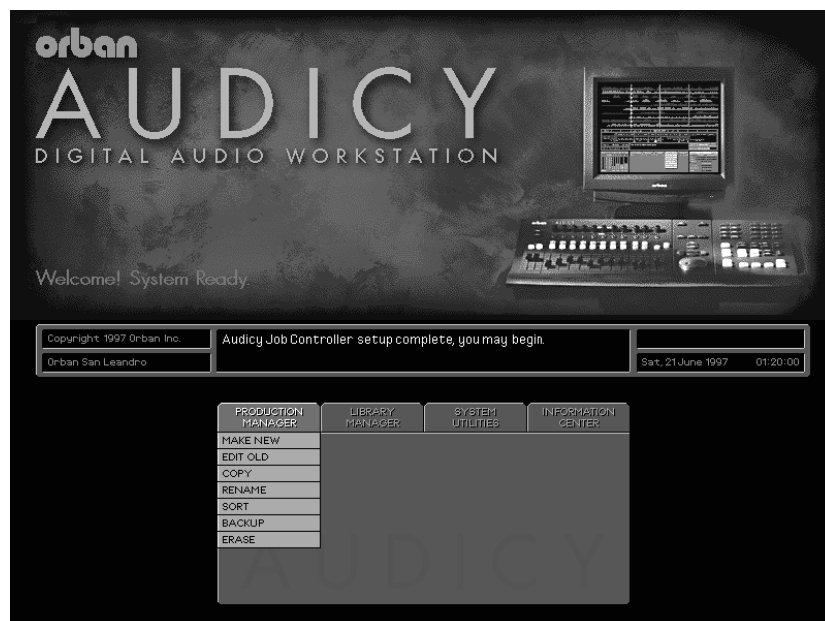 orban
AUDICY
DIGITAL AUDIO WORKSTATION
Welcome! System Ready.
Copyright 1997 Orban Inc.
Orban San Leandro
Audicy Job Controller setup complete, you may begin.
Sat, 21 June 1997 01:20:00
PRODUCTION MANAGER
LIBRARY MANAGER
SYSTEM UTILITIES
INFORMATION CENTER
MAKE NEW
EDIT OLD
COPY
RENAME
SORT
BACKUP
ERASE
AUDICY